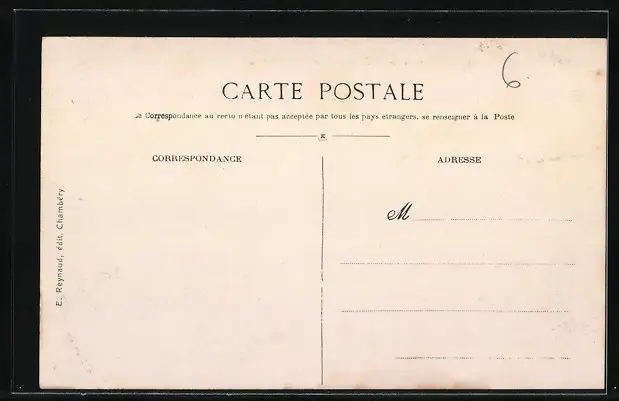 6
CARTE POSTALE
Correspondance au recto n'étant pas acceptée par tous les pays étrangers, se renseigner à la Poste
CORRESPONDANCE
ADRESSE
M
E. Reynaud, édit. Chambéry